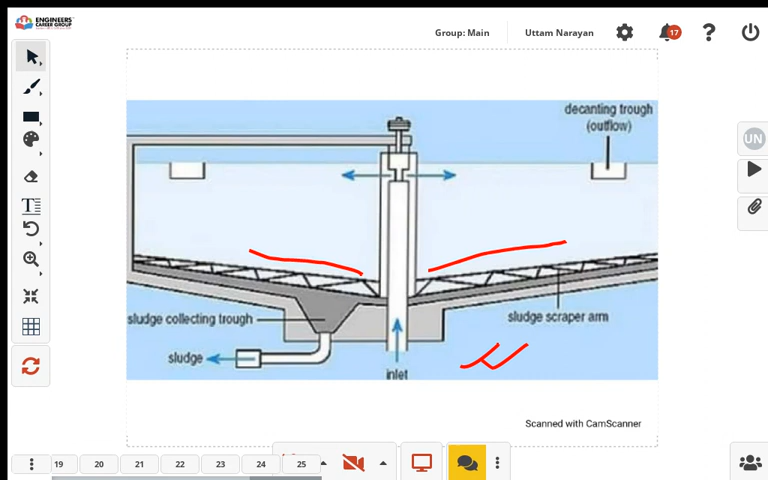 ENGINEERS
CAREER GROUP
Group: Main
Uttam Narayan
17
?
UN
T
decanting trough
(outflow)
sludge collecting trough
sludge scraper arm
sludge
inlet
Scanned with CamScanner
19 20 21 22 23 24 25